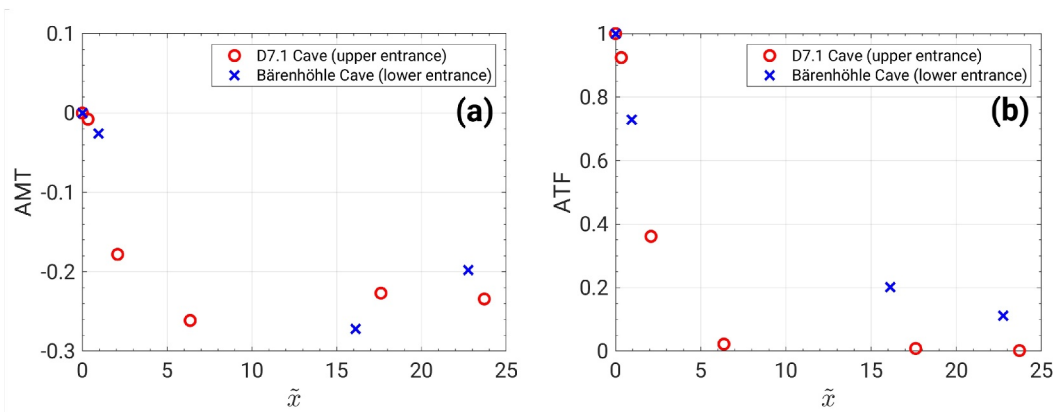 0.1
D7.1 Cave (upper entrance)
Bärenhöhle Cave (lower entrance)
(a)
0
-0.1
-0.2
-0.3
AMT
0 5 10 15 20 25
x̃
1
D7.1 Cave (upper entrance)
Bärenhöhle Cave (lower entrance)
(b)
0.8
0.6
0.4
0.2
0
ATF
0 5 10 15 20 25
x̃